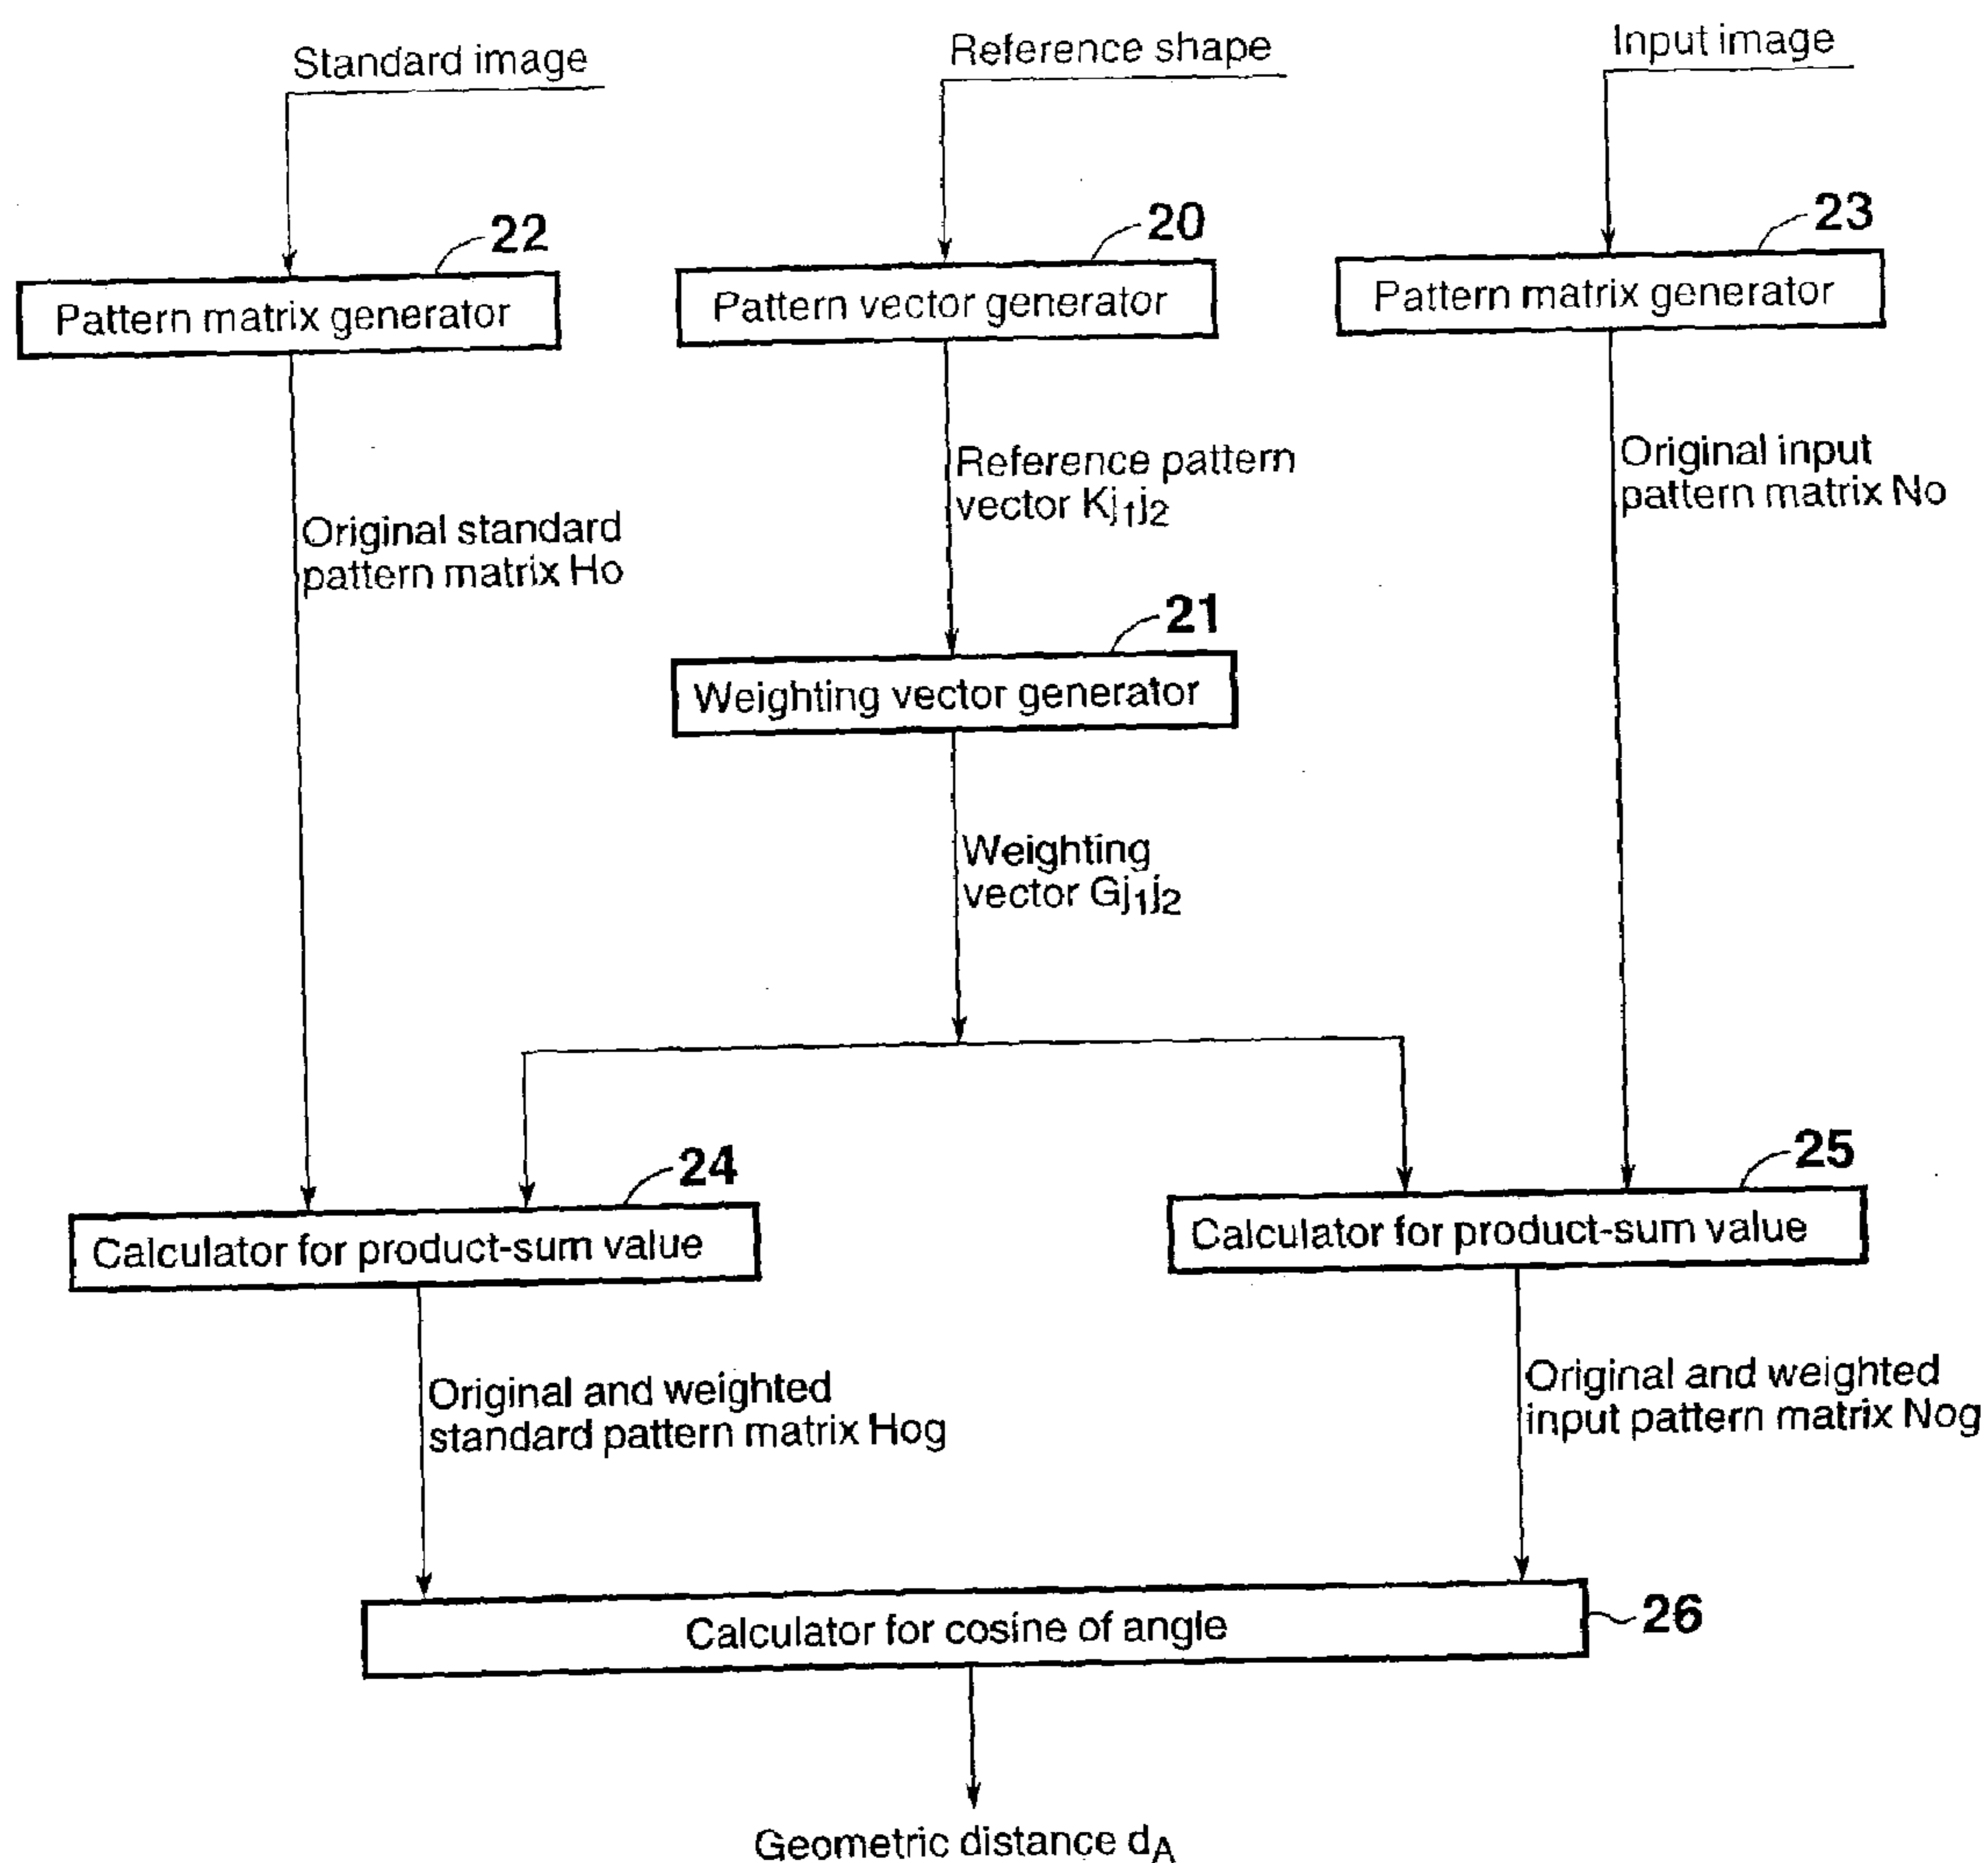 Standard image
Reference shape
Input image
22
20
23
Pattern matrix generator
Pattern vector generator
Pattern matrix generator
Reference pattern
vector Kj1j2
Original input
pattern matrix No
Original standard
pattern matrix Ho
21
Weighting vector generator
Weighting
vector Gj1j2
24
25
Calculator for product-sum value
Calculator for product-sum value
Original and weighted
standard pattern matrix Hog
Original and weighted
input pattern matrix Nog
26
Calculator for cosine of angle
Geometric distance dA